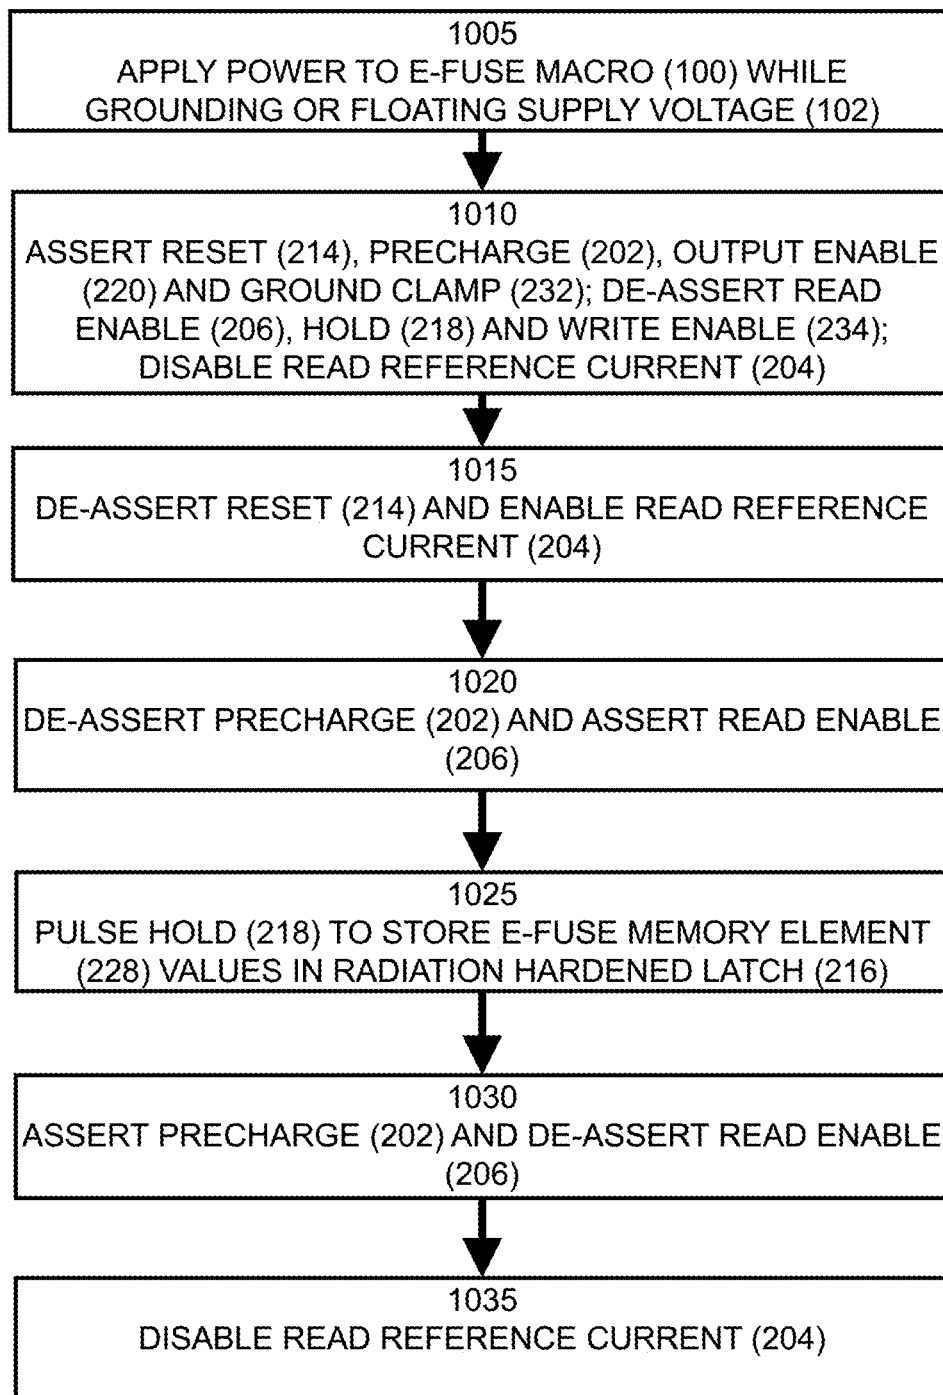 1005
APPLY POWER TO E-FUSE MACRO (100) WHILE
GROUNDING OR FLOATING SUPPLY VOLTAGE (102)
1010
ASSERT RESET (214), PRECHARGE (202), OUTPUT ENABLE
(220) AND GROUND CLAMP (232); DE-ASSERT READ
ENABLE (206), HOLD (218) AND WRITE ENABLE (234);
DISABLE READ REFERENCE CURRENT (204)
1015
DE-ASSERT RESET (214) AND ENABLE READ REFERENCE
CURRENT (204)
1020
DE-ASSERT PRECHARGE (202) AND ASSERT READ ENABLE
(206)
1025
PULSE HOLD (218) TO STORE E-FUSE MEMORY ELEMENT
(228) VALUES IN RADIATION HARDENED LATCH (216)
1030
ASSERT PRECHARGE (202) AND DE-ASSERT READ ENABLE
(206)
1035
DISABLE READ REFERENCE CURRENT (204)